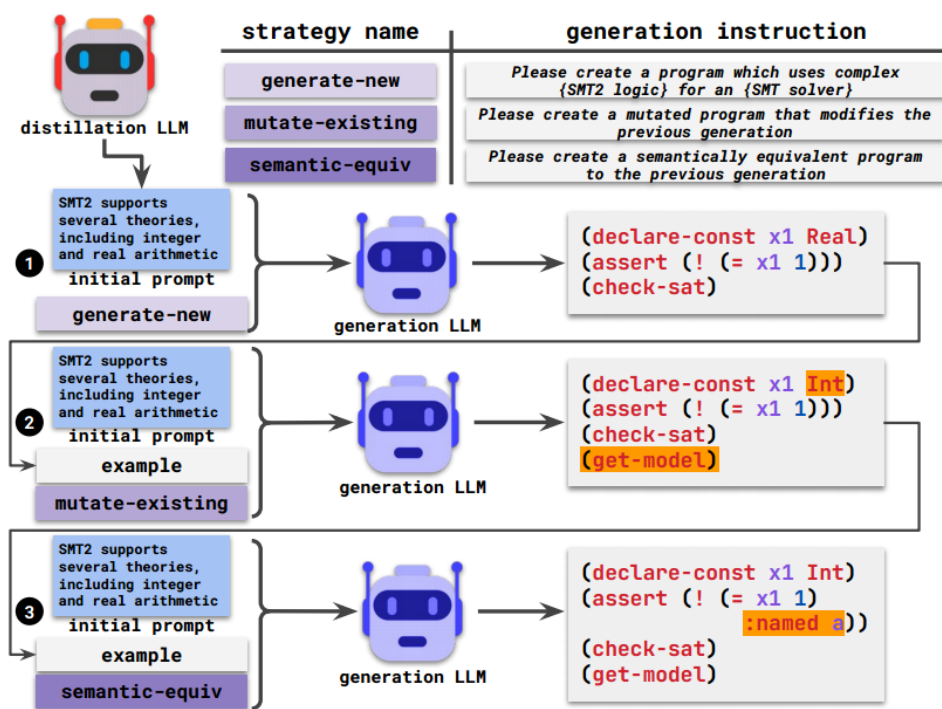 strategy name
generation instruction
generate-new
Please create a program which uses complex
{SMT2 logic} for an {SMT solver}
mutate-existing
Please create a mutated program that modifies the
previous generation
semantic-equiv
Please create a semantically equivalent program
to the previous generation
distillation LLM
1
SMT2 supports
several theories,
including integer
and real arithmetic
initial prompt
generate-new
generation LLM
(declare-const x1 Real)
(assert (! (= x1 1)))
(check-sat)
2
SMT2 supports
several theories,
including integer
and real arithmetic
initial prompt
example
mutate-existing
generation LLM
(declare-const x1 Int)
(assert (! (= x1 1)))
(check-sat)
(get-model)
3
SMT2 supports
several theories,
including integer
and real arithmetic
initial prompt
example
semantic-equiv
generation LLM
(declare-const x1 Int)
(assert (! (= x1 1)
:named a))
(check-sat)
(get-model)